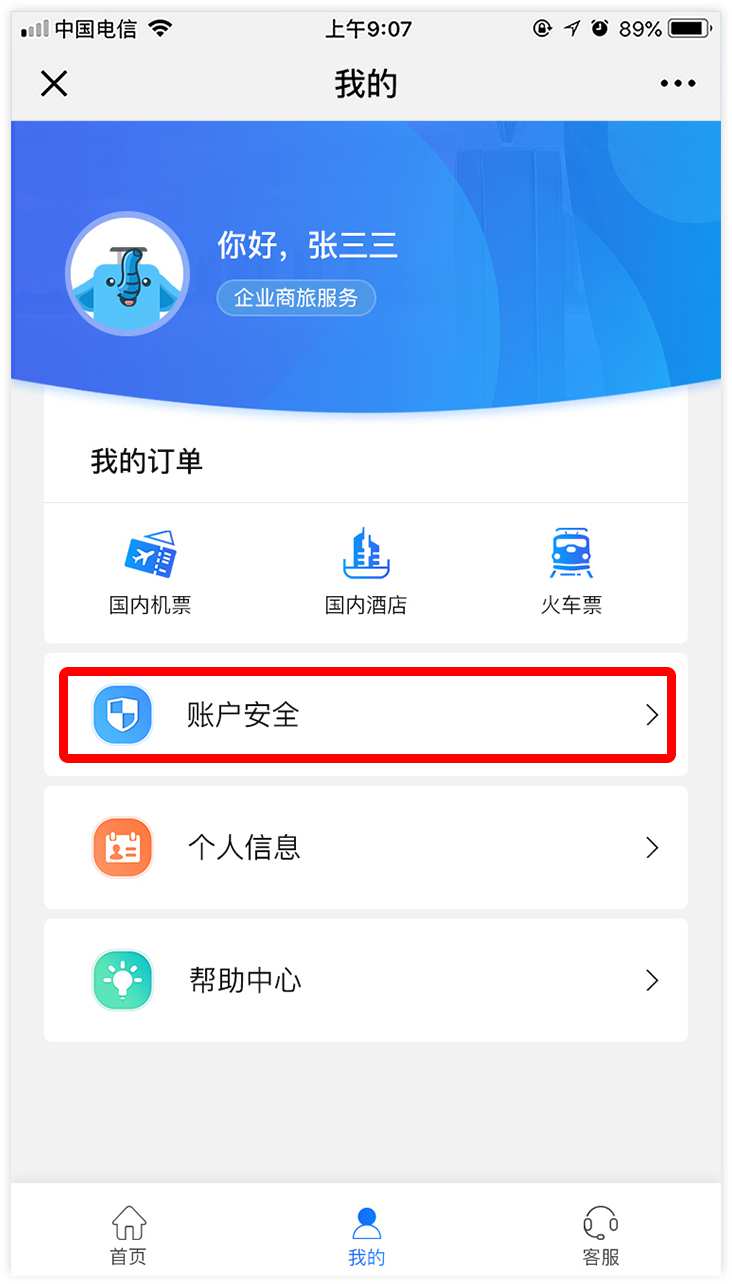 中国电信 上午9:07 89%
我的
你好，张三三
企业商旅服务
我的订单
国内机票 国内酒店 火车票
账户安全
个人信息
帮助中心
首页 我的 客服